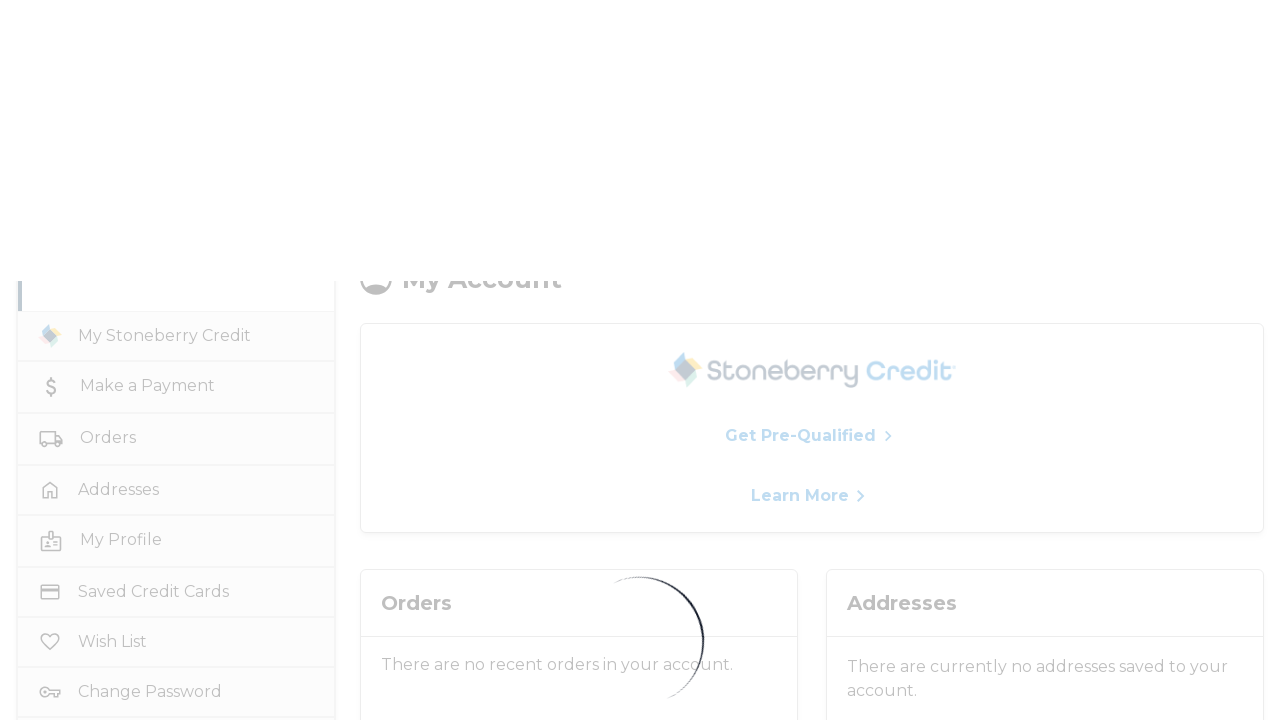 My Account
My Stoneberry Credit
Make a Payment
Orders
Addresses
My Profile
Saved Credit Cards
Wish List
Change Password
Stoneberry Credit
Get Pre-Qualified
Learn More
Orders
There are no recent orders in your account.
Addresses
There are currently no addresses saved to your
account.